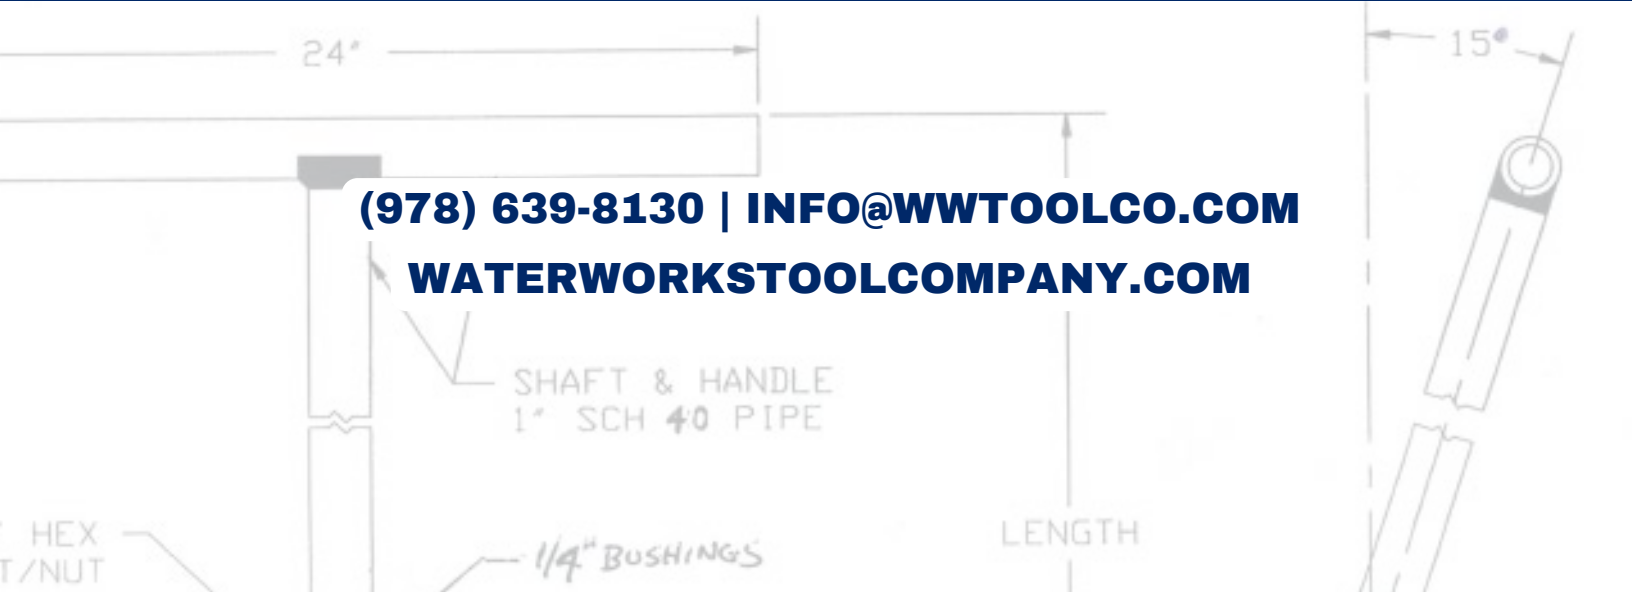 24"
15°
(978) 639-8130 | INFO@WWTOOLCO.COM
WATERWORKSTOOLCOMPANY.COM
SHAFT & HANDLE
1" SCH 40 PIPE
HEX
T/NUT
1/4" BUSHINGS
LENGTH